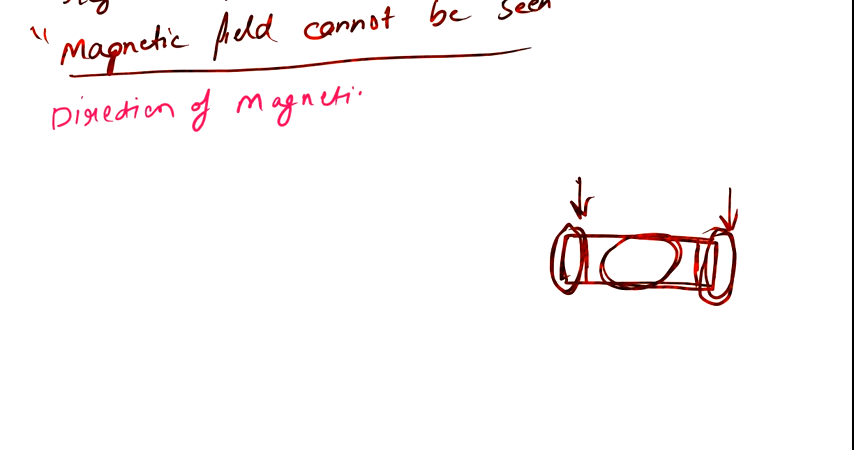 " Magnetic field cannot be seen
Direction of Magneti